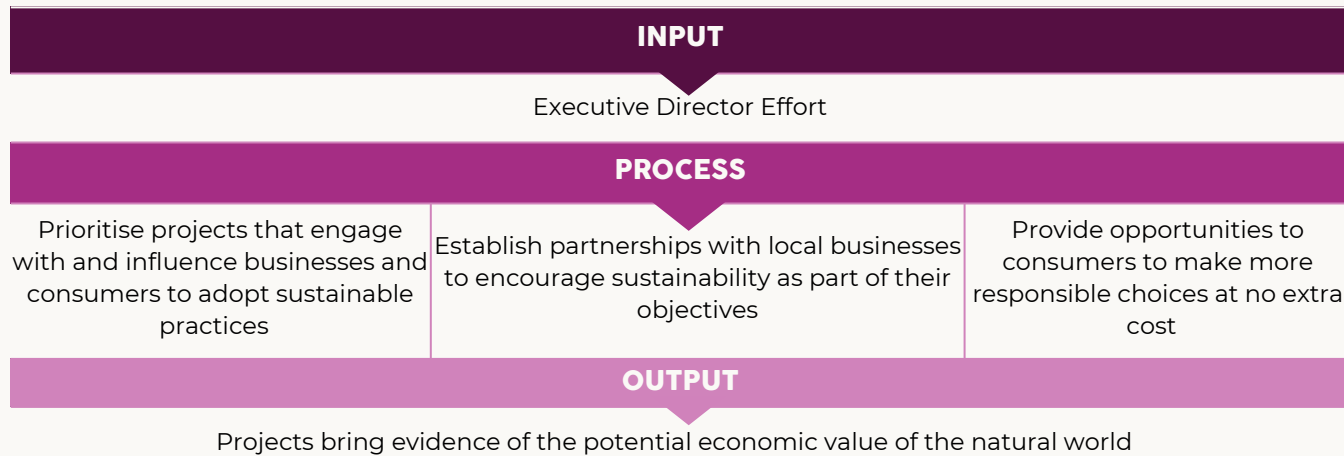 INPUT
Executive Director Effort
PROCESS
Prioritise projects that engage
with and influence businesses and
consumers to adopt sustainable
practices
Establish partnerships with local businesses
to encourage sustainability as part of their
objectives
Provide opportunities to
consumers to make more
responsible choices at no extra
cost
OUTPUT
Projects bring evidence of the potential economic value of the natural world